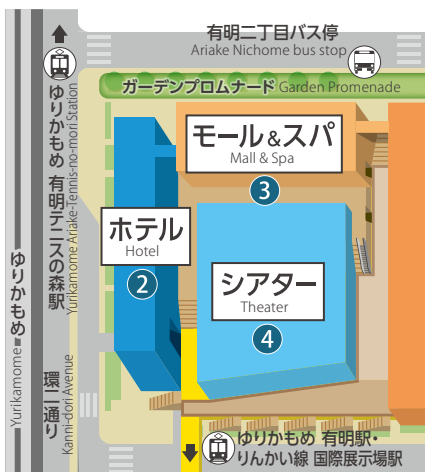 有明二丁目バス停
Ariake Nichome bus stop
ガーデンプロムナード Garden Promenade
モール&スパ
Mall & Spa
3
ホテル
Hotel
2
シアター
Theater
4
ゆりかもめ 有明テニスの森駅
Yurikamome Ariake-Tennis-no-mori Station
ゆりかもめ
Yurikamome
環二通り
Kanni-dori Avenue
ゆりかもめ 有明駅・
りんかい線 国際展示場駅